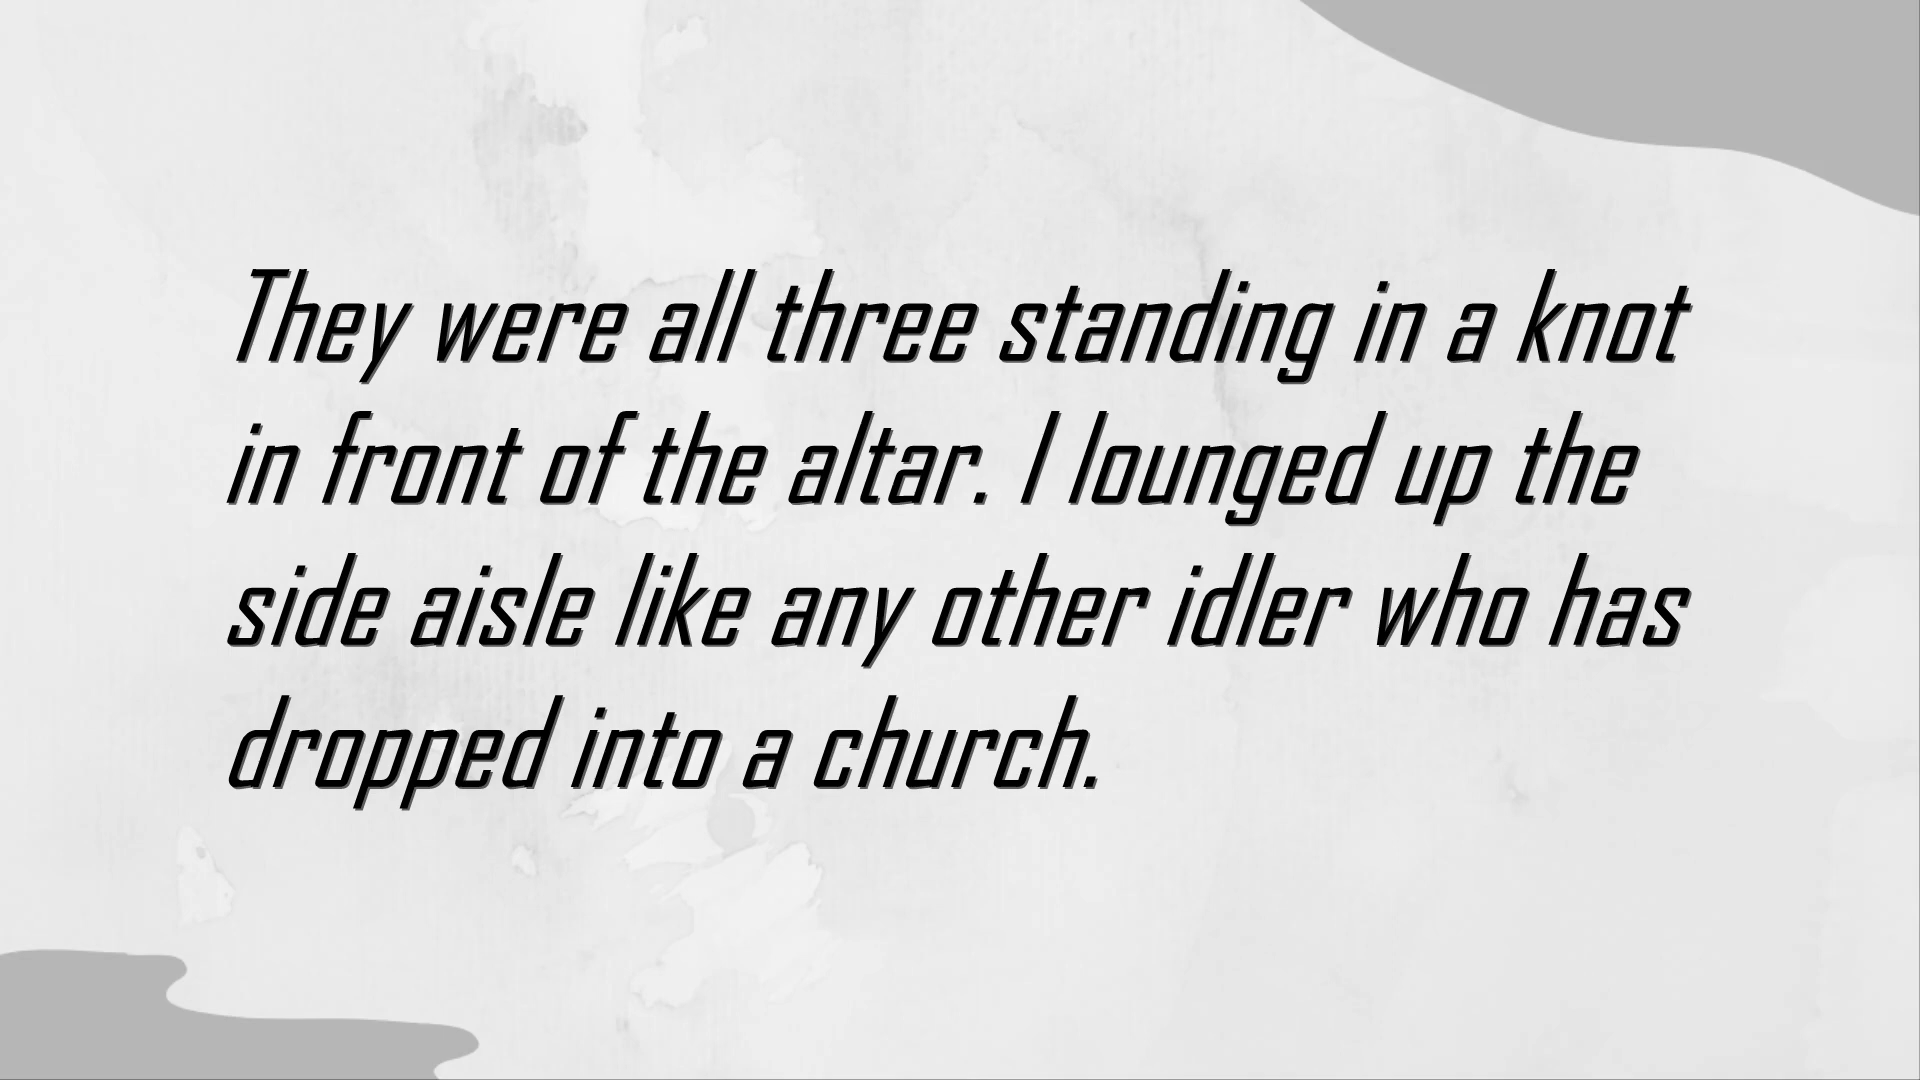 They were all three standing in a knot
in front of the altar. I lounged up the
side aisle like any other idler who has
dropped into a church.